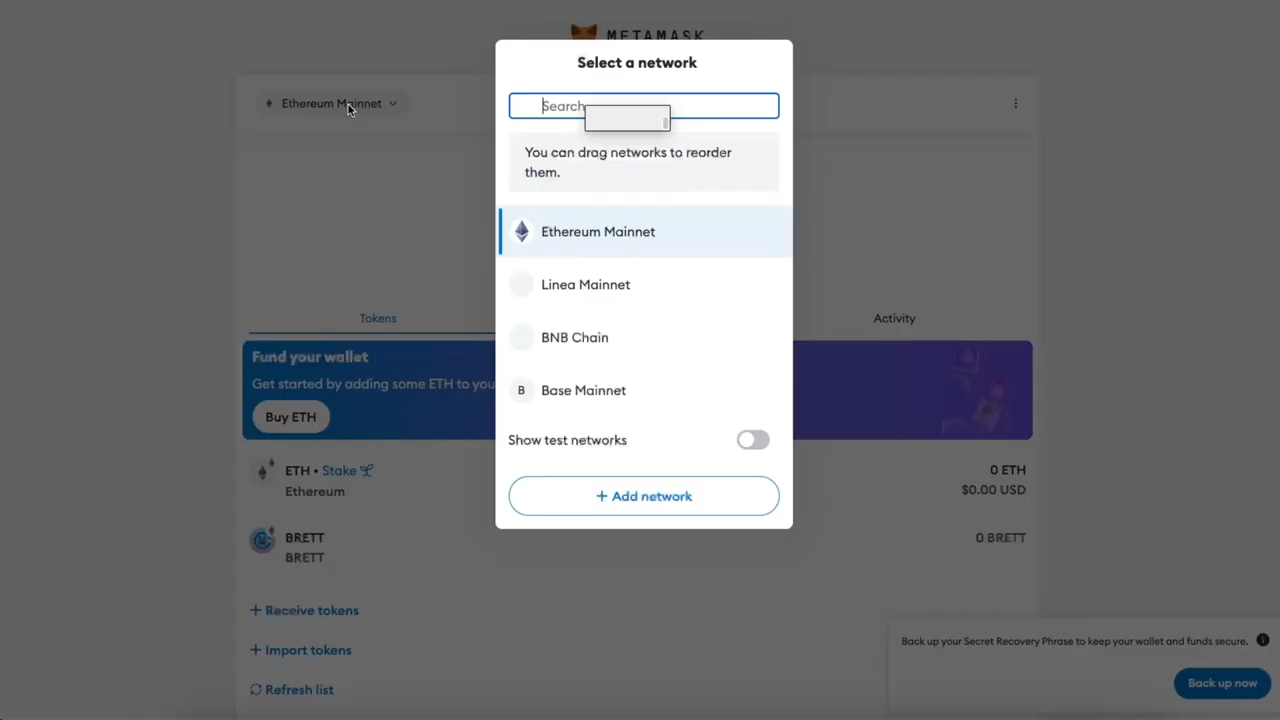 METAMASK
Select a network
Ethereum Mainnet
Search
You can drag networks to reorder
them.
Ethereum Mainnet
Linea Mainnet
BNB Chain
B Base Mainnet
Show test networks
+ Add network
Tokens
Activity
Fund your wallet
Get started by adding some ETH to you
Buy ETH
ETH • Stake
Ethereum
0 ETH
$0.00 USD
BRETT
BRETT
0 BRETT
+ Receive tokens
+ Import tokens
Refresh list
Back up your Secret Recovery Phrase to keep your wallet and funds secure.
Back up now